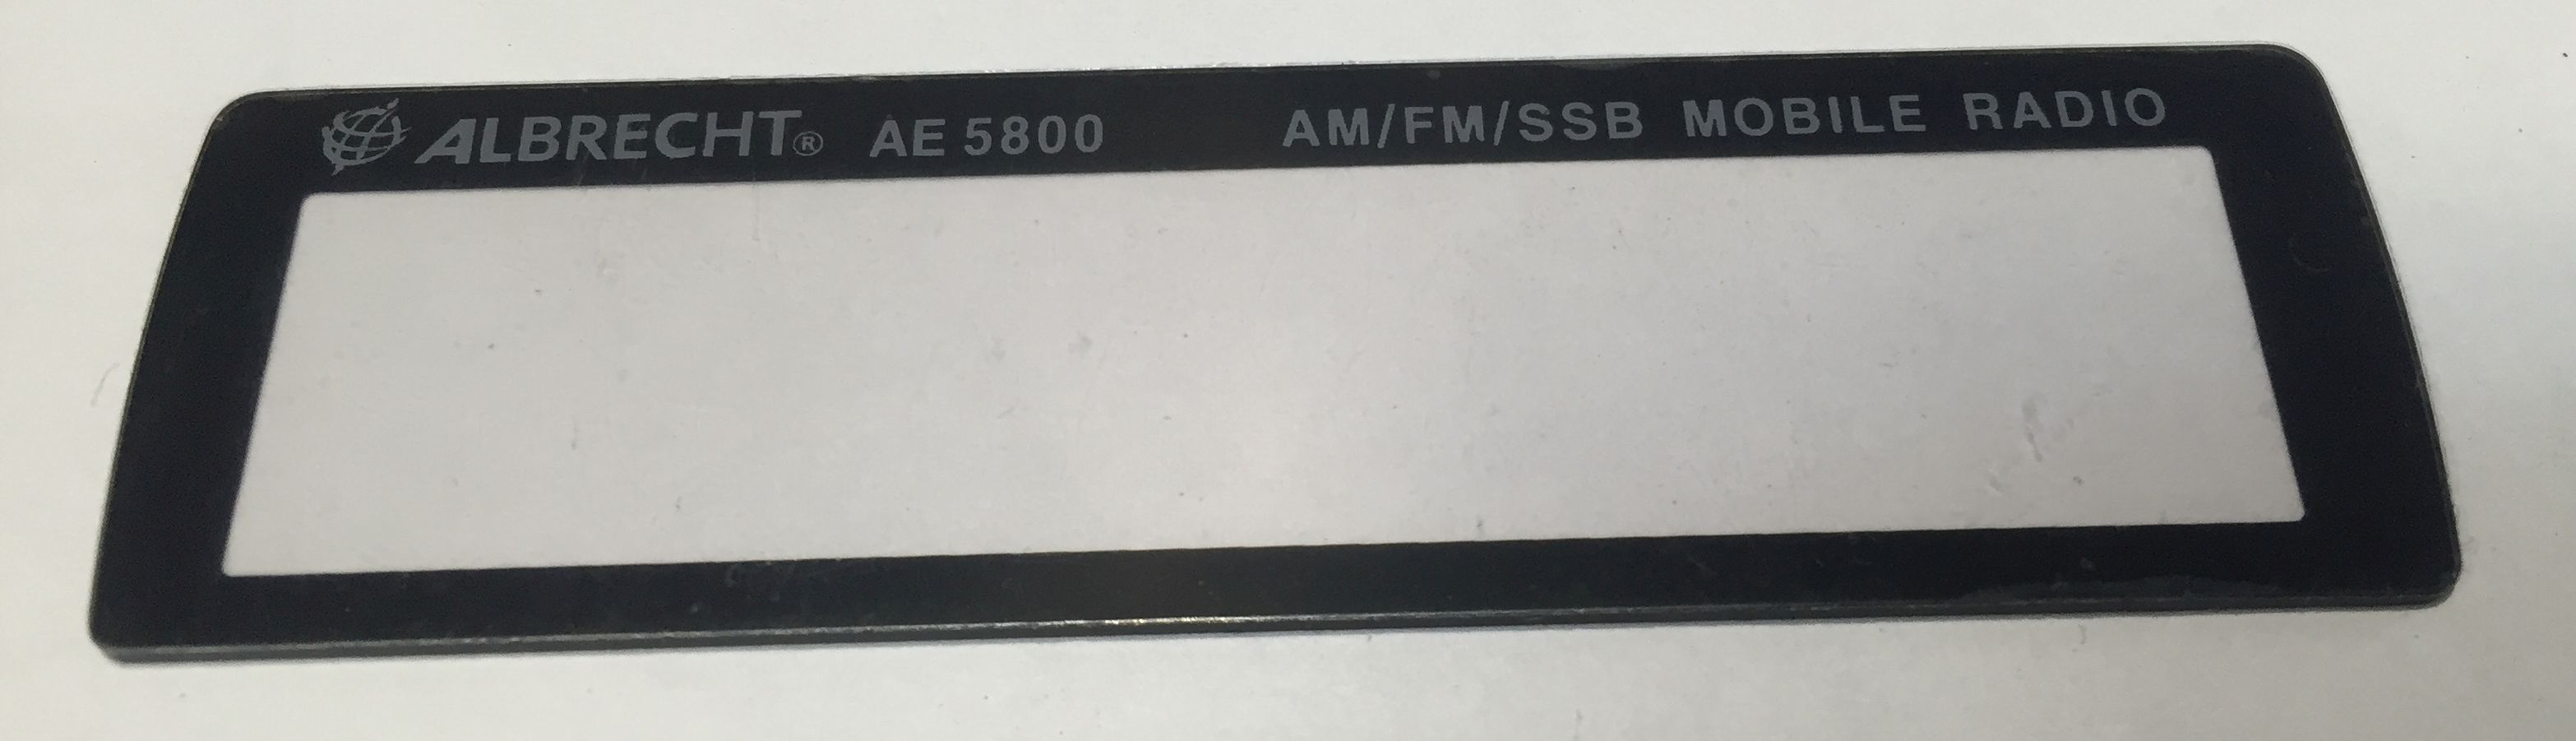 ALBRECHT® AE 5800 AM/FM/SSB MOBILE RADIO